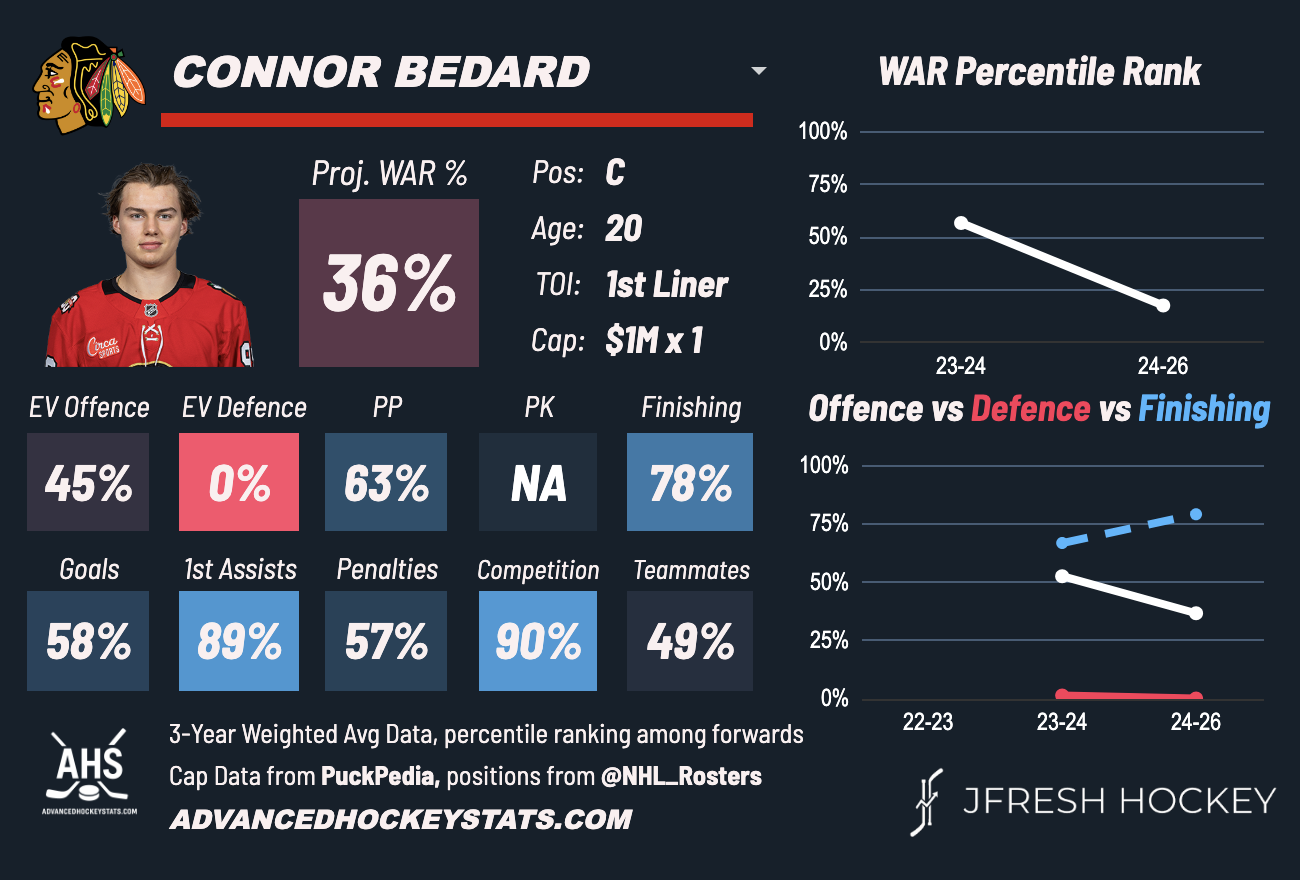 CONNOR BEDARD
Proj. WAR %
36%
Pos: C
Age: 20
TOI: 1st Liner
Cap: $1M x 1
Circa
SPORTS
EV Offence EV Defence PP PK Finishing
45% 0% 63% NA 78%
Goals 1st Assists Penalties Competition Teammates
58% 89% 57% 90% 49%
WAR Percentile Rank
100%
75%
50%
25%
0%
23-24 24-26
Offence vs Defence vs Finishing
100%
75%
50%
25%
0%
22-23 23-24 24-26
AHS
ADVANCEDHOCKEYSTATS.COM
3-Year Weighted Avg Data, percentile ranking among forwards
Cap Data from PuckPedia, positions from @NHL_Rosters
ADVANCEDHOCKEYSTATS.COM
JFRESH HOCKEY